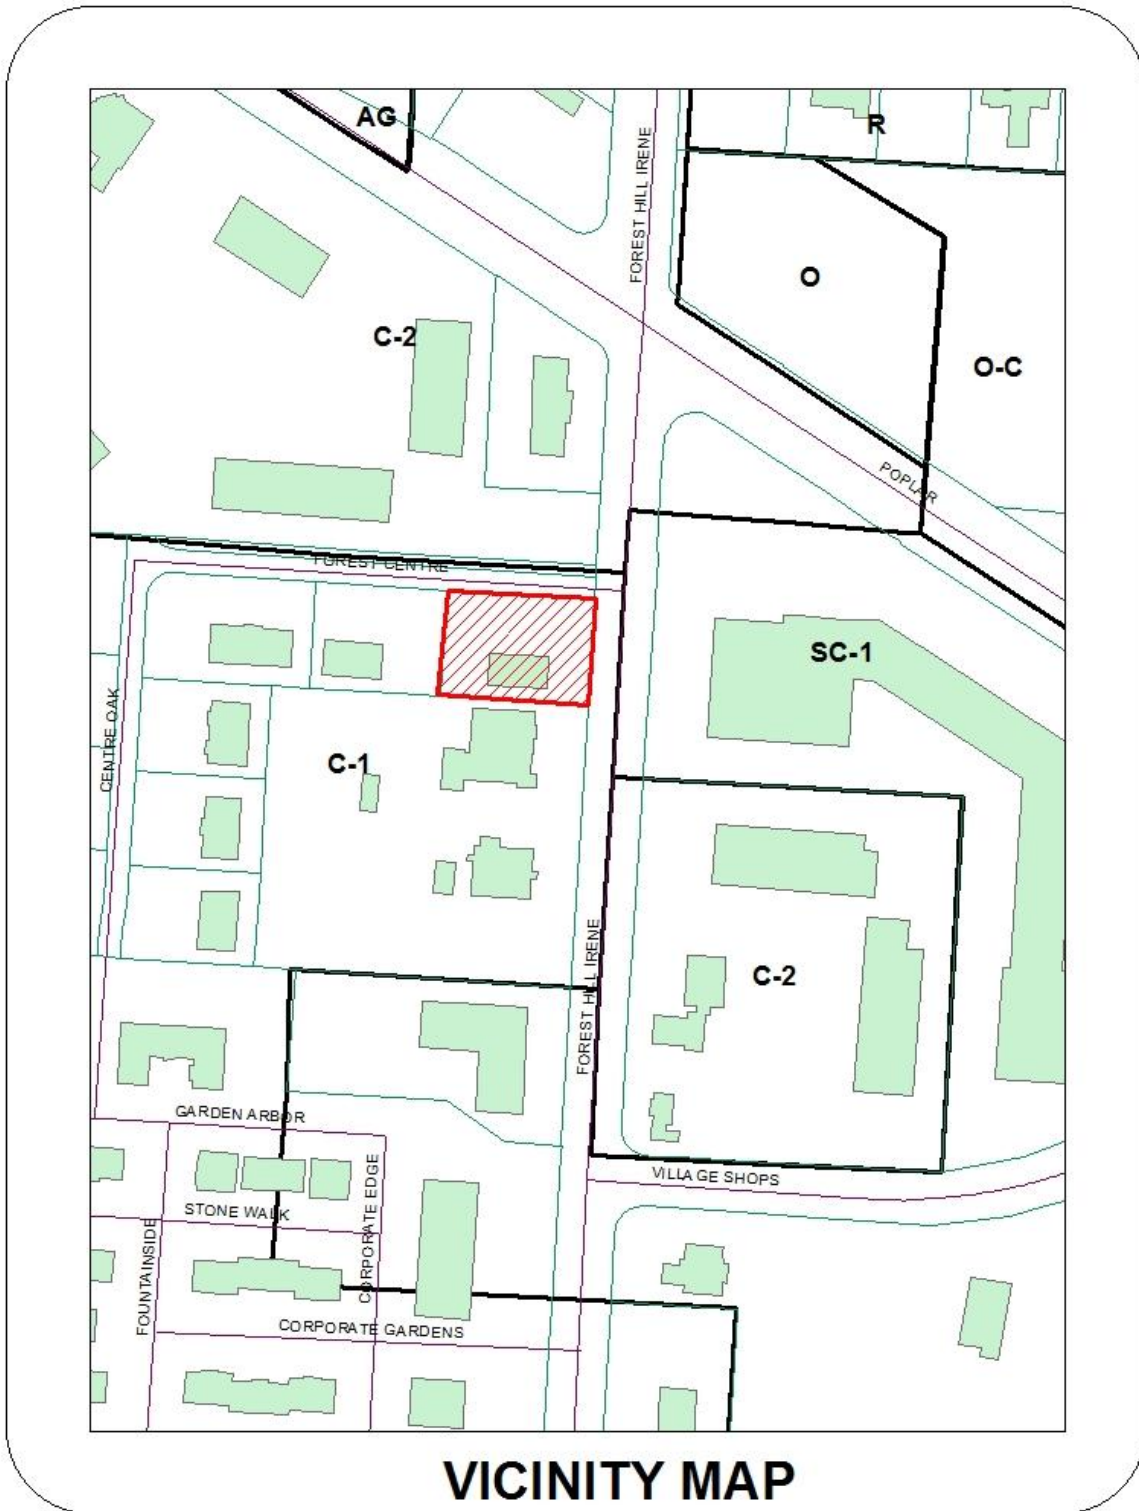 AG
R
FOREST HILL IRENE
O
C-2
O-C
POPLAR
FOREST CENTRE
SC-1
CENTRE OAK
C-1
FOREST HILL IRENE
C-2
GARDEN ARBOR
CORPORATE EDGE
VILLAGE SHOPS
STONE WALK
FOUNTAINSIDE
CORPORATE GARDENS
VICINITY MAP